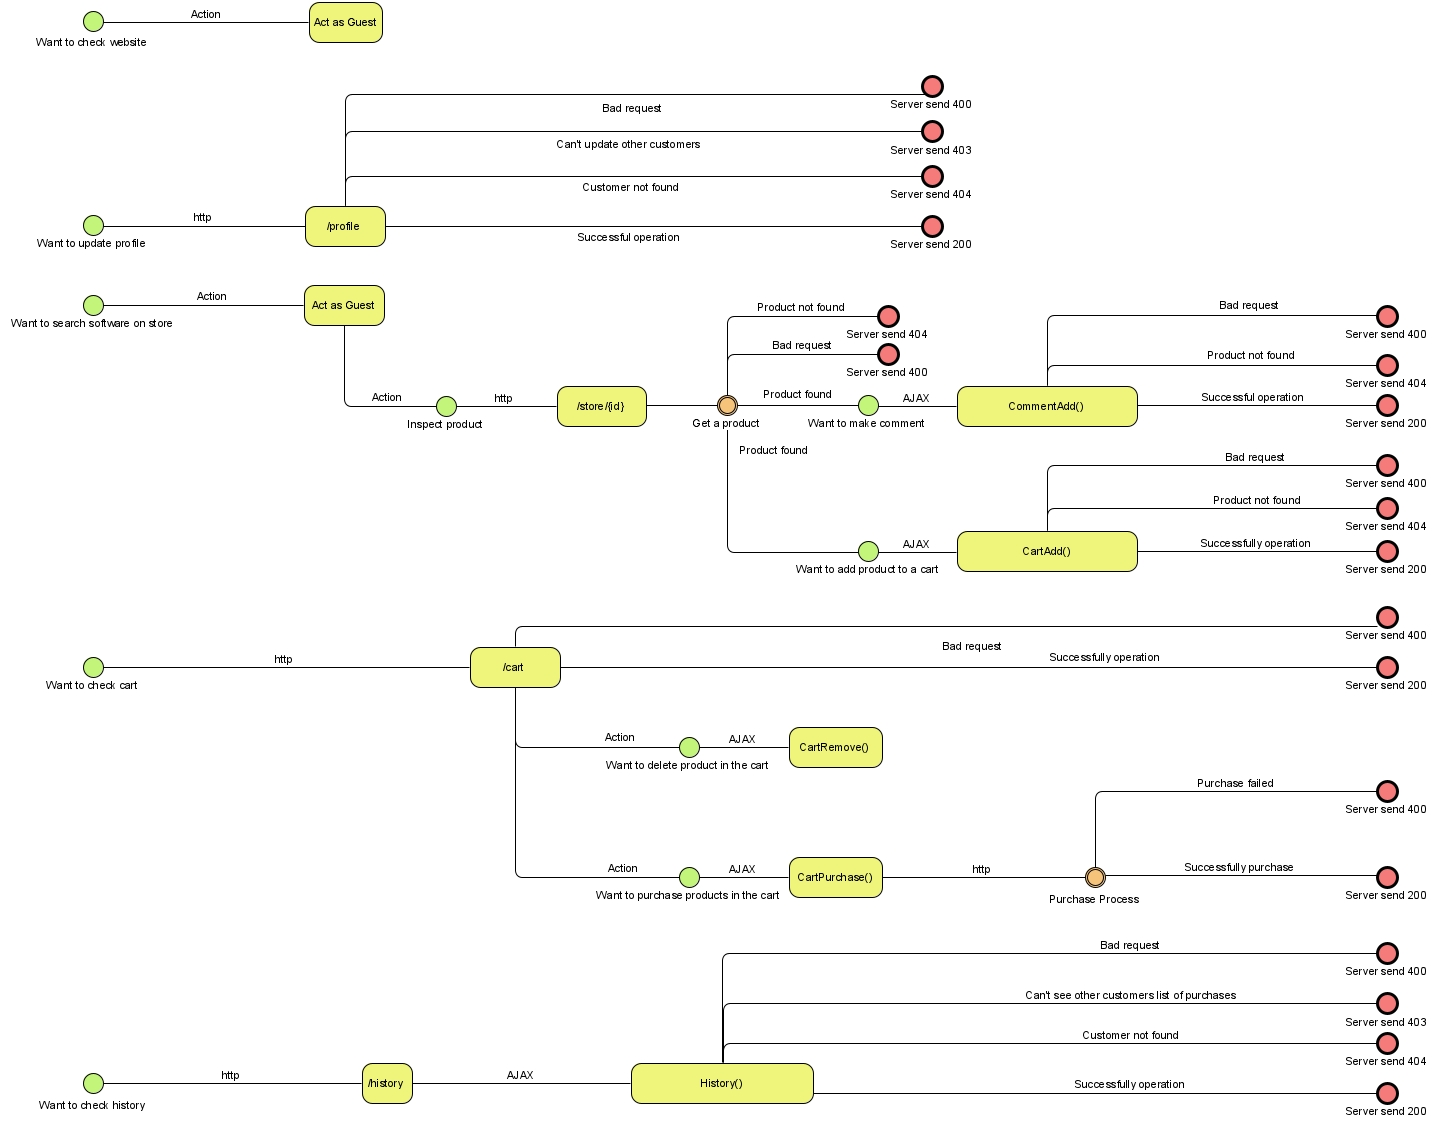 Action
Act as Guest
Want to check website
Server send 400
Bad request
Can't update other customers
Server send 403
Customer not found
Server send 404
http
/profile
Want to update profile
Successful operation
Server send 200
Action
Act as Guest
Want to search software on store
Product not found
Server send 404
Bad request
Server send 400
Bad request
Server send 400
Product not found
Server send 404
Action
Inspect product
http
/store/{id}
Get a product
Product found
Want to make comment
AJAX
CommentAdd()
Successful operation
Server send 200
Product found
Bad request
Server send 400
Product not found
Server send 404
Want to add product to a cart
AJAX
CartAdd()
Successfully operation
Server send 200
Server send 400
Bad request
http
/cart
Want to check cart
Successfully operation
Server send 200
Action
Want to delete product in the cart
AJAX
CartRemove()
Purchase failed
Server send 400
Action
Want to purchase products in the cart
AJAX
CartPurchase()
http
Purchase Process
Successfully purchase
Server send 200
Bad request
Server send 400
Can't see other customers list of purchases
Server send 403
Customer not found
Server send 404
http
Want to check history
/history
AJAX
History()
Successfully operation
Server send 200